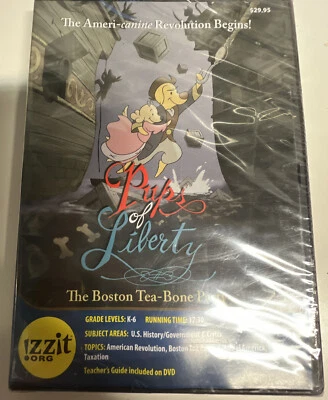 $29.95
The Ameri-canine Revolution Begins!
Pups
of
Liberty
The Boston Tea-Bone
GRADE LEVELS: K-6 RUNNING TIME:
SUBJECT AREAS: U.S. History/Government
TOPICS: American Revolution, Boston
Taxation
Teacher's Guide included on DVD
izzit
ORG